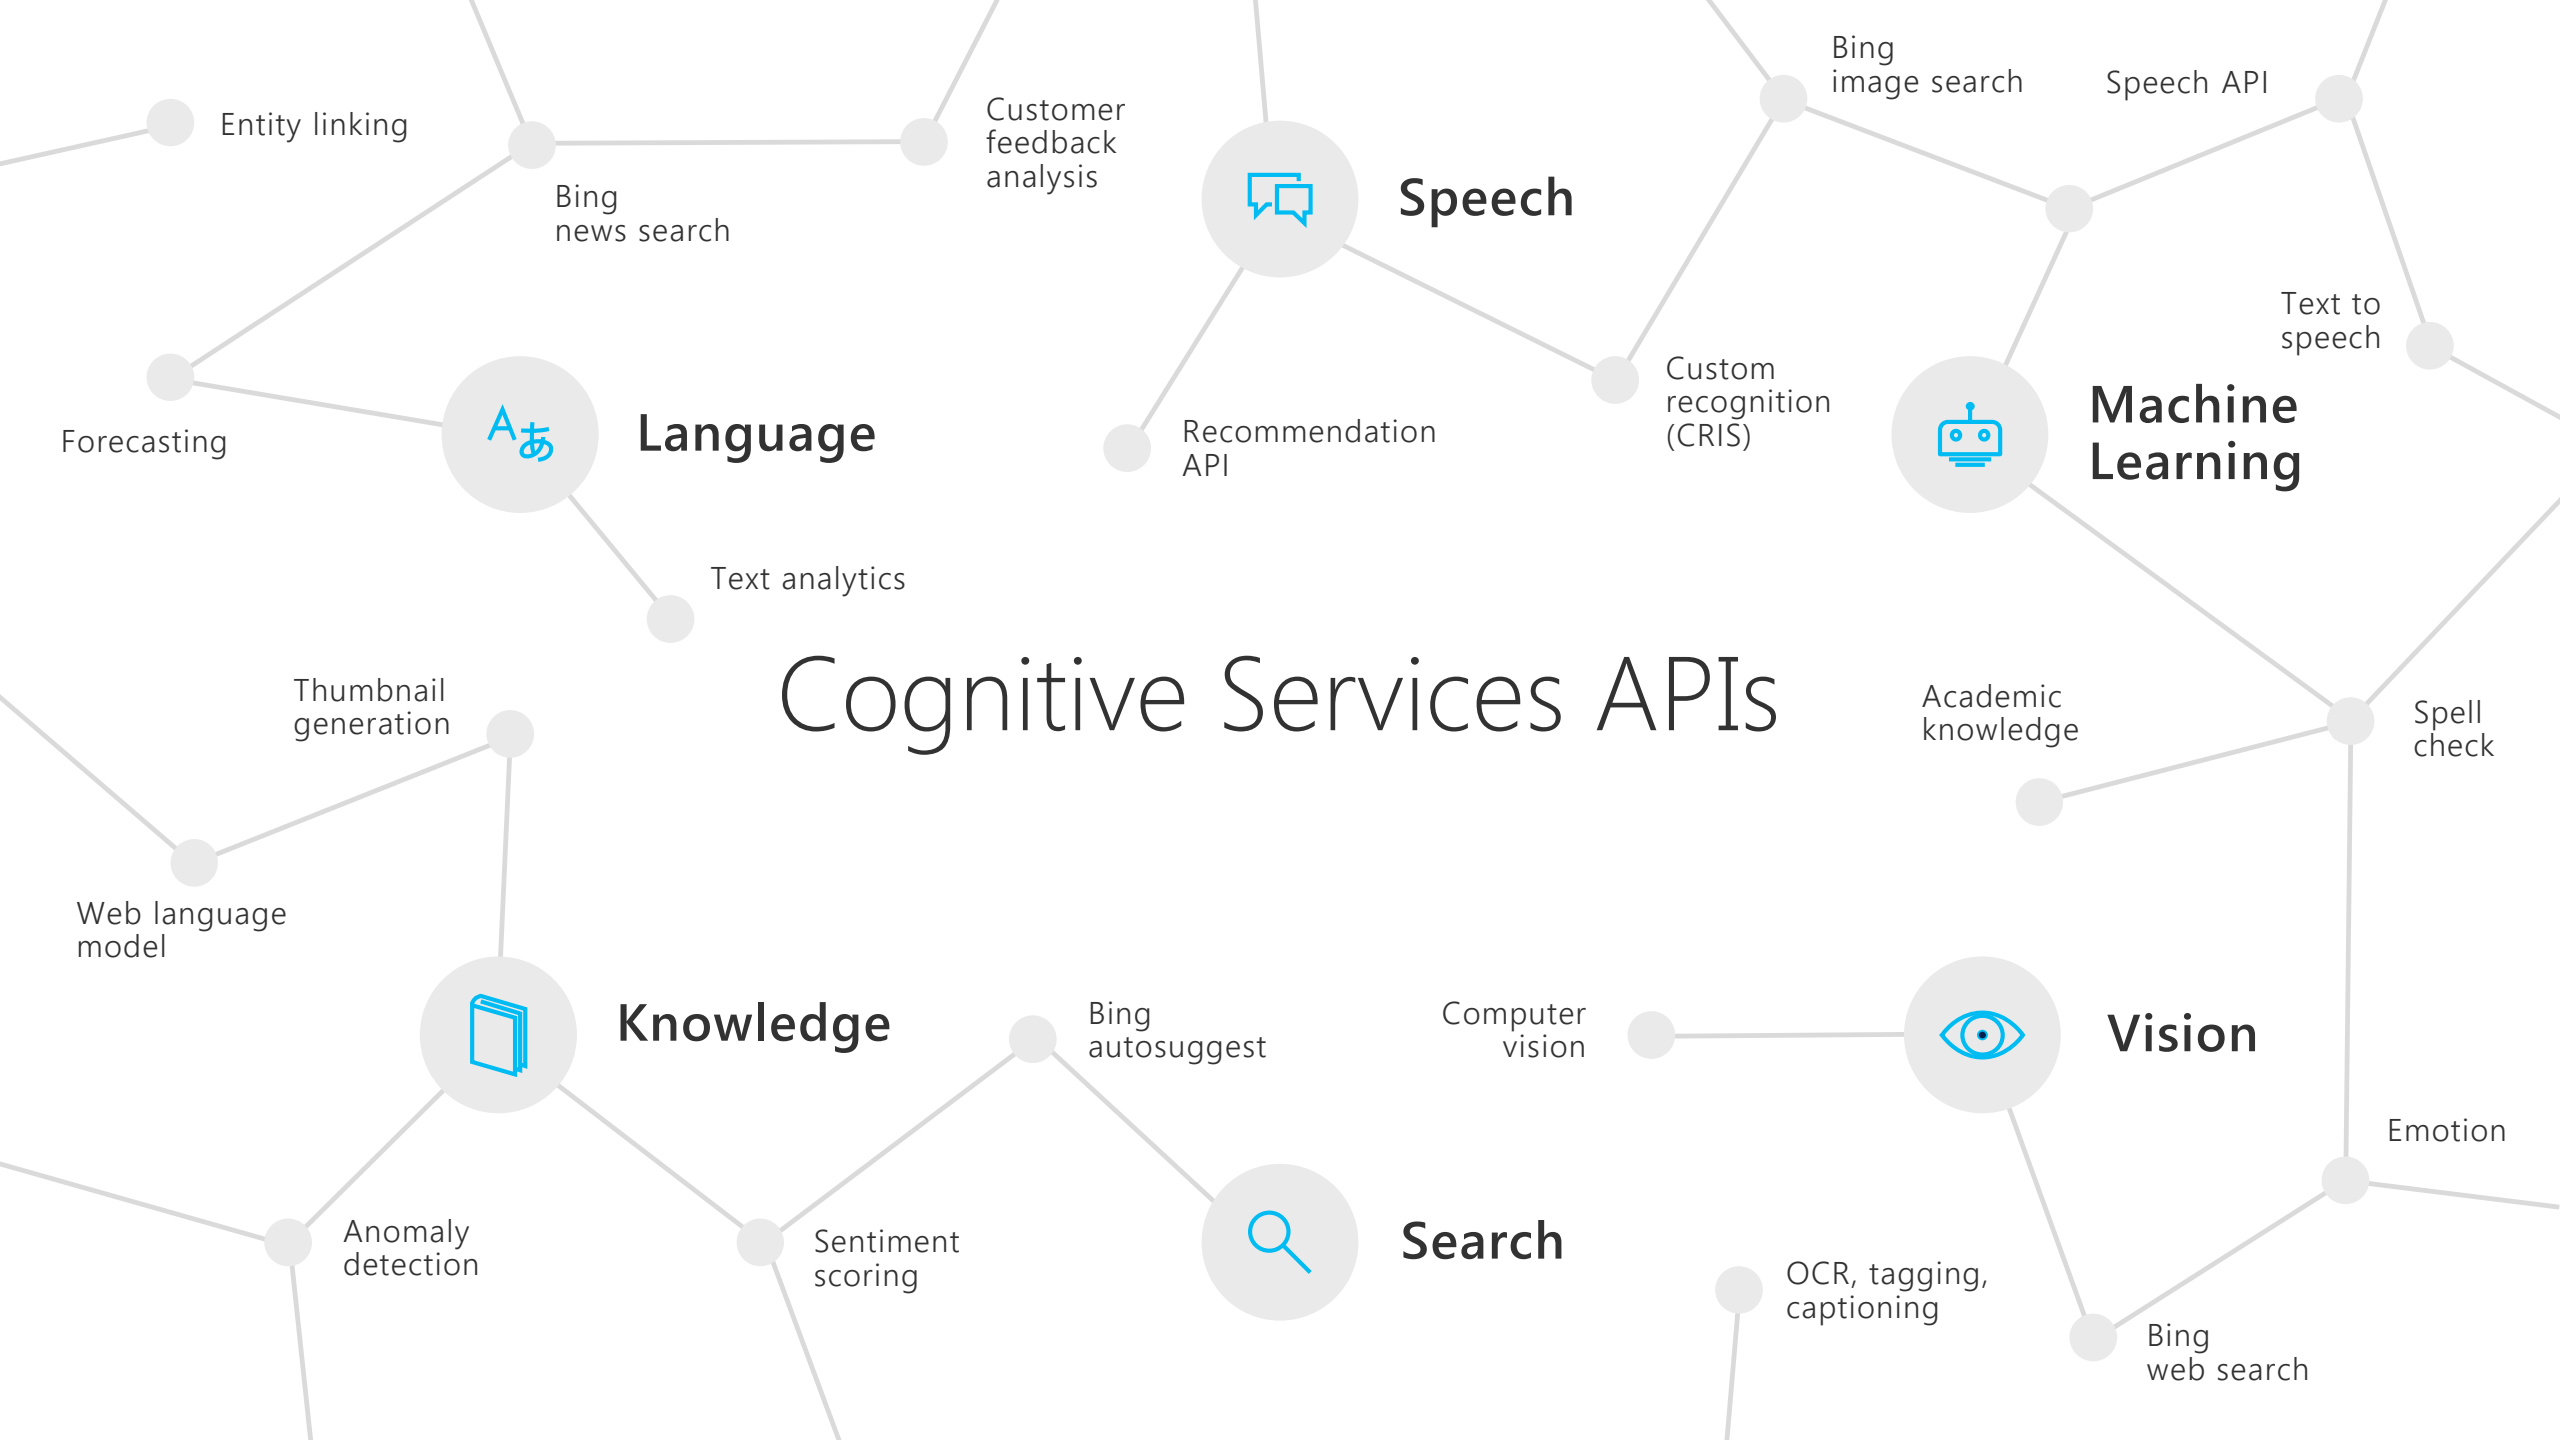 Entity linking
Bing
news search
Customer
feedback
analysis
Speech
Bing
image search
Speech API
Forecasting
Aあ
Language
Text analytics
Recommendation
API
Custom
recognition
(CRIS)
Text to
speech
Machine
Learning
Cognitive Services APIs
Thumbnail
generation
Web language
model
Academic
knowledge
Spell
check
Knowledge
Bing
autosuggest
Computer
vision
Vision
Emotion
Anomaly
detection
Sentiment
scoring
Search
OCR, tagging,
captioning
Bing
web search